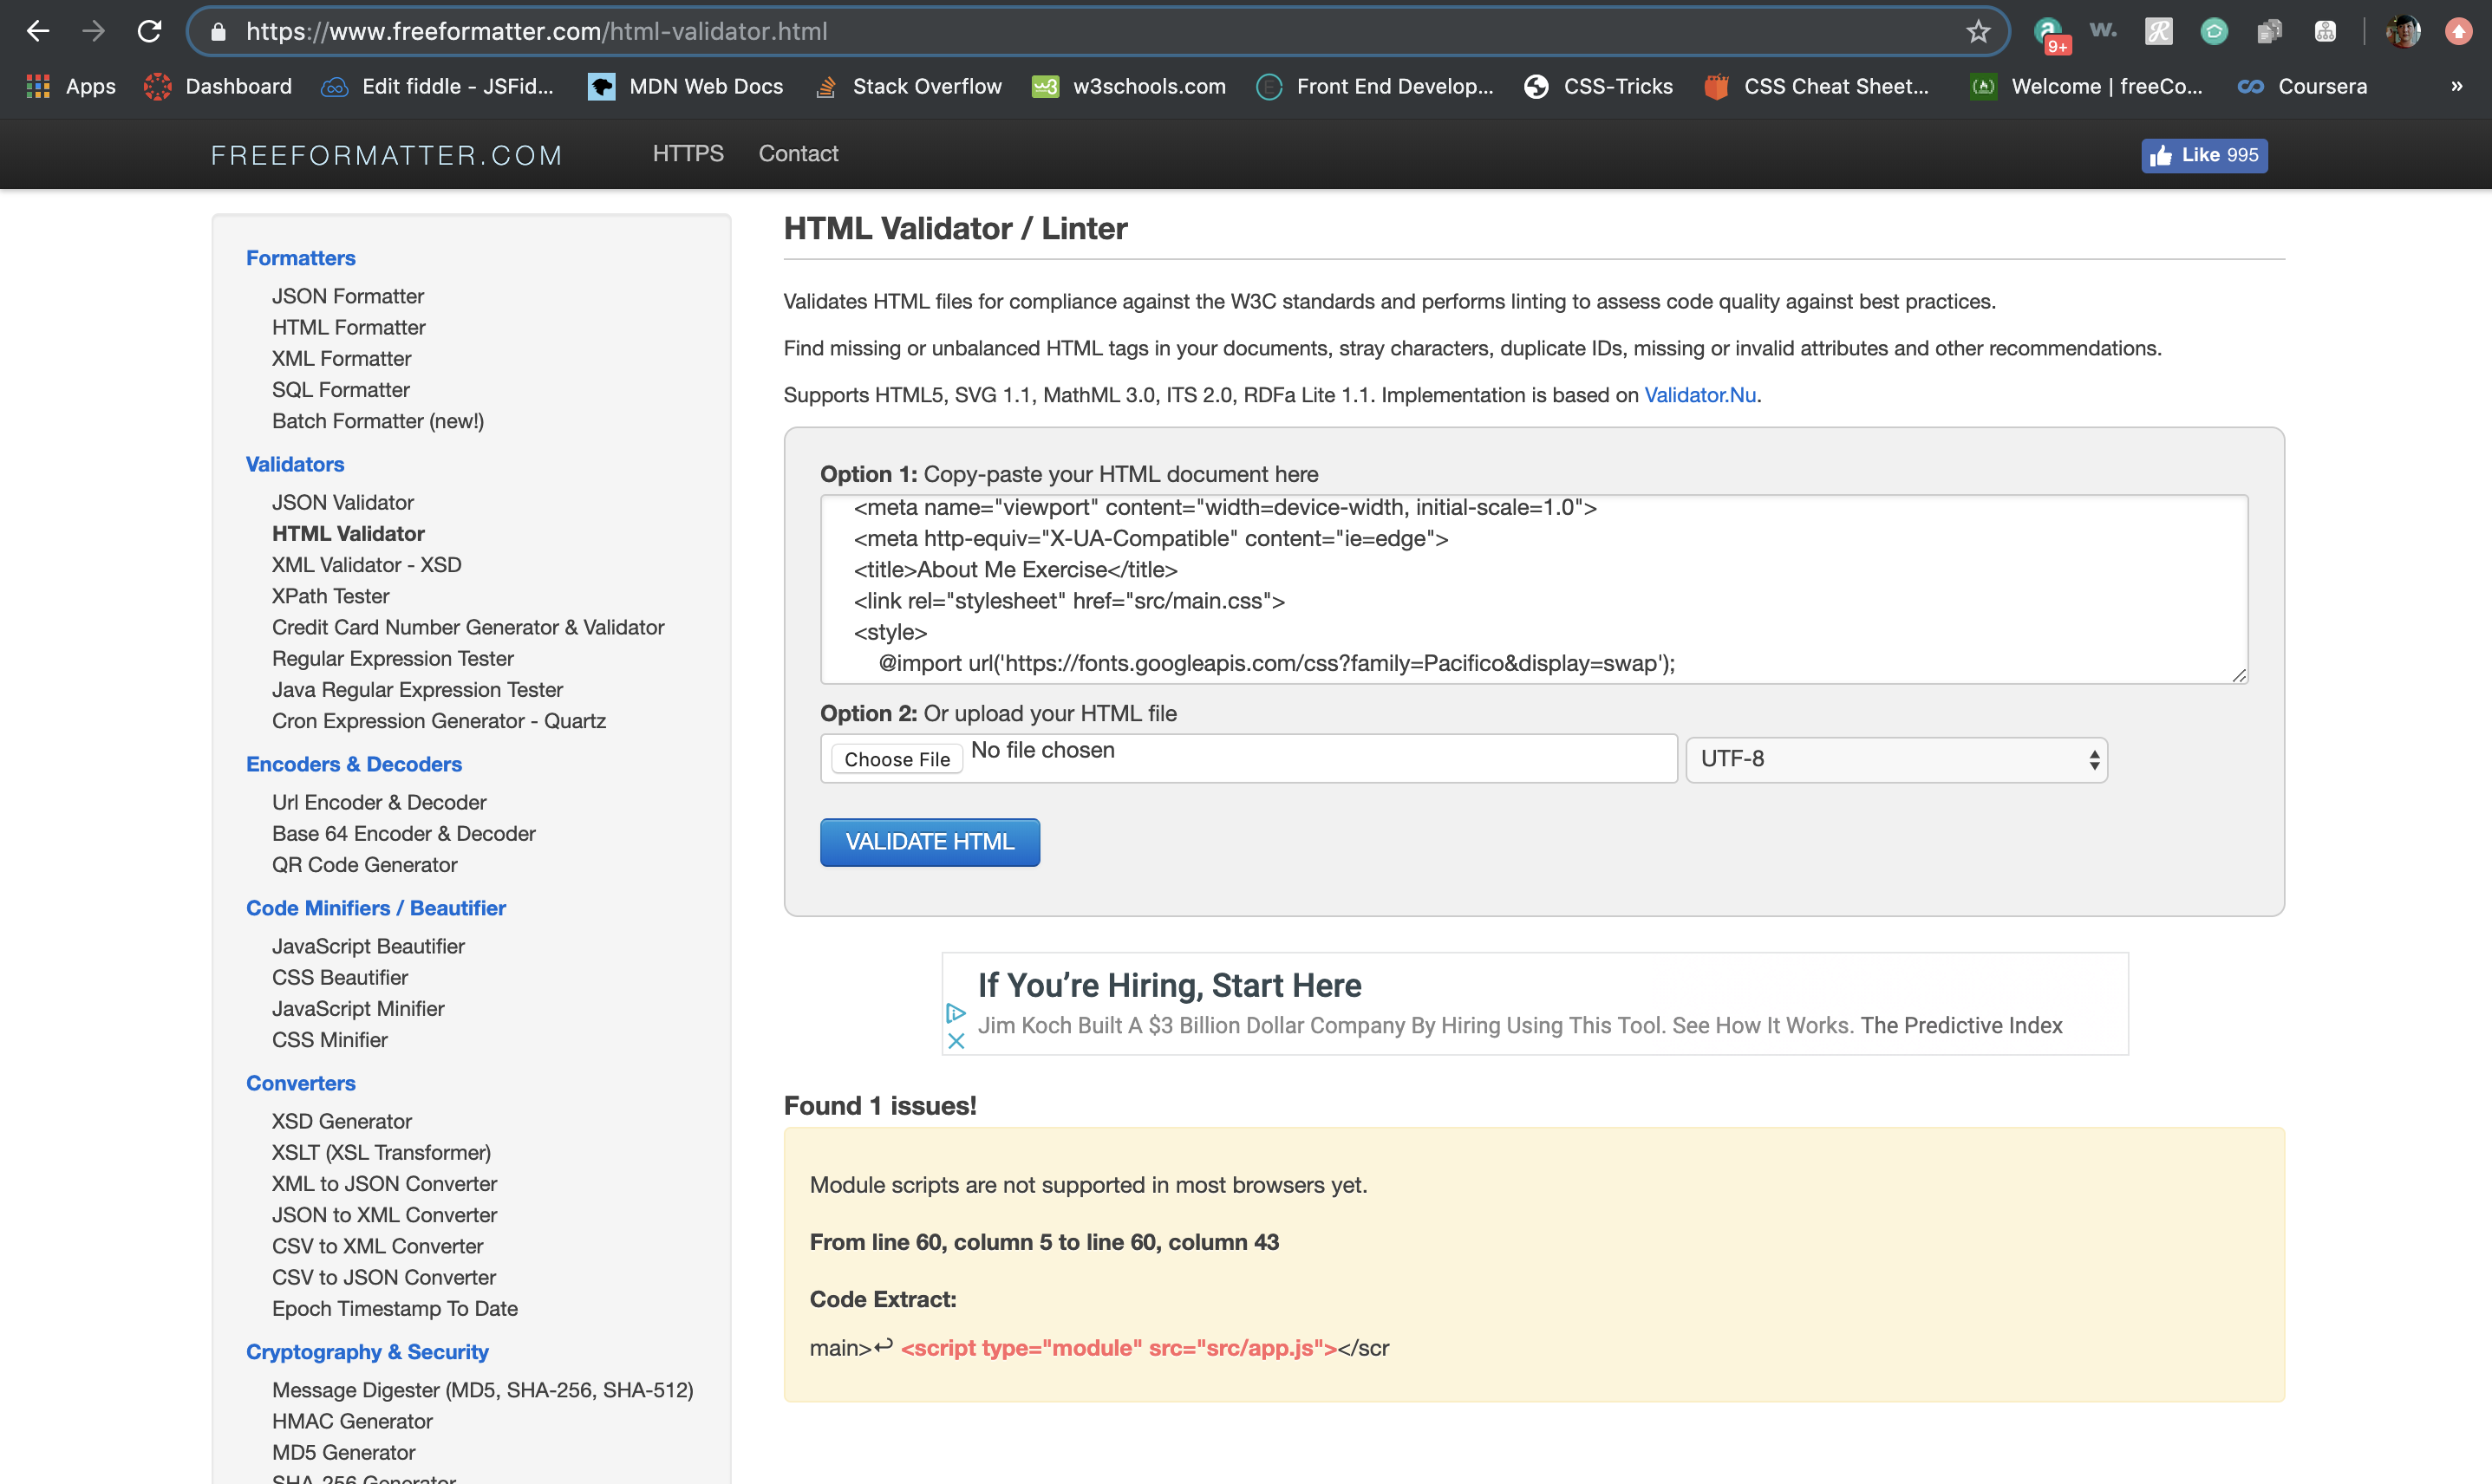 https://www.freeformatter.com/html-validator.html
9+
w.
R
Apps
Dashboard
Edit fiddle - JSFid...
MDN Web Docs
Stack Overflow
w3schools.com
Front End Develop...
CSS-Tricks
CSS Cheat Sheet...
Welcome | freeCo...
Coursera
»
FREEFORMATTER.COM
HTTPS
Contact
Like 995
Formatters
JSON Formatter
HTML Formatter
XML Formatter
SQL Formatter
Batch Formatter (new!)
Validators
JSON Validator
HTML Validator
XML Validator - XSD
XPath Tester
Credit Card Number Generator & Validator
Regular Expression Tester
Java Regular Expression Tester
Cron Expression Generator - Quartz
Encoders & Decoders
Url Encoder & Decoder
Base 64 Encoder & Decoder
QR Code Generator
Code Minifiers / Beautifier
JavaScript Beautifier
CSS Beautifier
JavaScript Minifier
CSS Minifier
Converters
XSD Generator
XSLT (XSL Transformer)
XML to JSON Converter
JSON to XML Converter
CSV to XML Converter
CSV to JSON Converter
Epoch Timestamp To Date
Cryptography & Security
Message Digester (MD5, SHA-256, SHA-512)
HMAC Generator
MD5 Generator
SHA-256 Generator
HTML Validator / Linter
Validates HTML files for compliance against the W3C standards and performs linting to assess code quality against best practices.
Find missing or unbalanced HTML tags in your documents, stray characters, duplicate IDs, missing or invalid attributes and other recommendations.
Supports HTML5, SVG 1.1, MathML 3.0, ITS 2.0, RDFa Lite 1.1. Implementation is based on Validator.Nu.
Option 1: Copy-paste your HTML document here
<meta name="viewport" content="width=device-width, initial-scale=1.0">
<meta http-equiv="X-UA-Compatible" content="ie=edge">
<title>About Me Exercise</title>
<link rel="stylesheet" href="src/main.css">
<style>
@import url('https://fonts.googleapis.com/css?family=Pacifico&display=swap');
Option 2: Or upload your HTML file
Choose File No file chosen
UTF-8
VALIDATE HTML
If You’re Hiring, Start Here
Jim Koch Built A $3 Billion Dollar Company By Hiring Using This Tool. See How It Works. The Predictive Index
Found 1 issues!
Module scripts are not supported in most browsers yet.
From line 60, column 5 to line 60, column 43
Code Extract:
main>↩ <script type="module" src="src/app.js"></scr